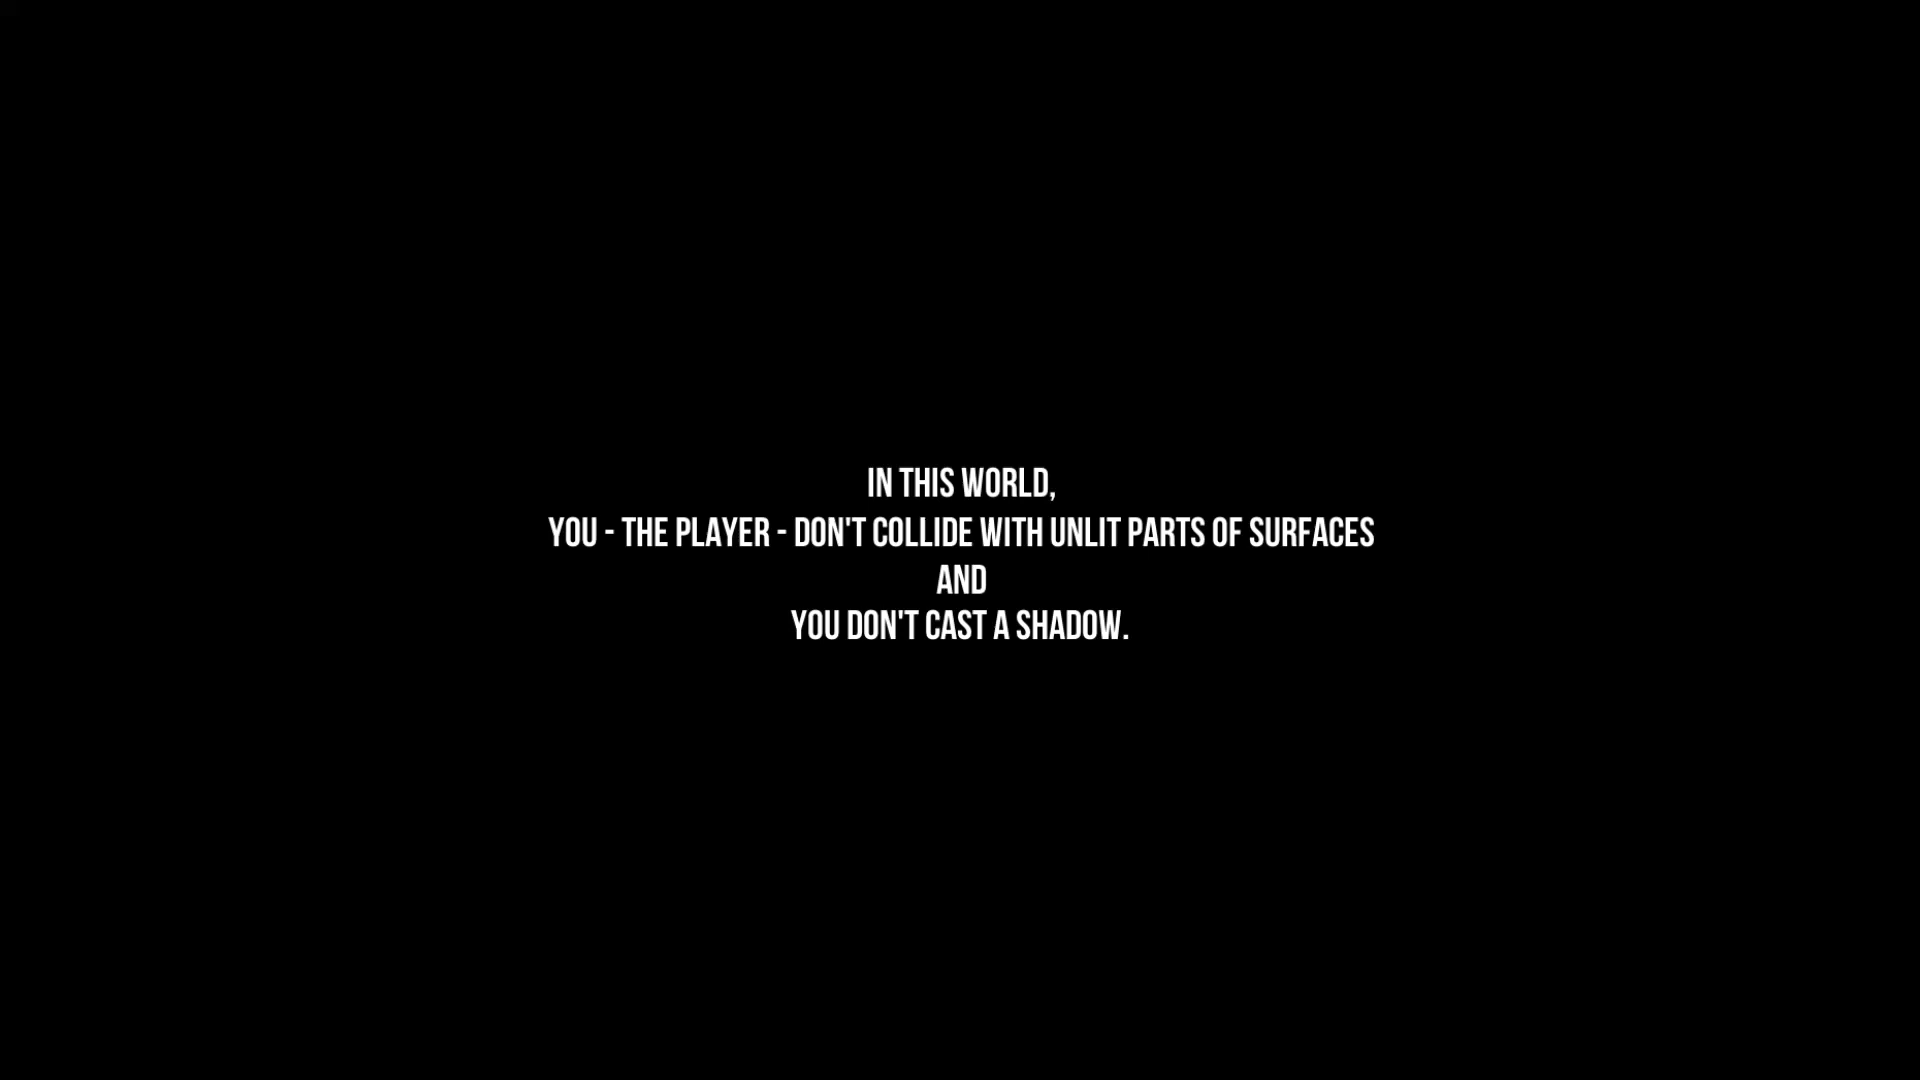 IN THIS WORLD,
YOU - THE PLAYER - DON'T COLLIDE WITH UNLIT PARTS OF SURFACES
AND
YOU DON'T CAST A SHADOW.